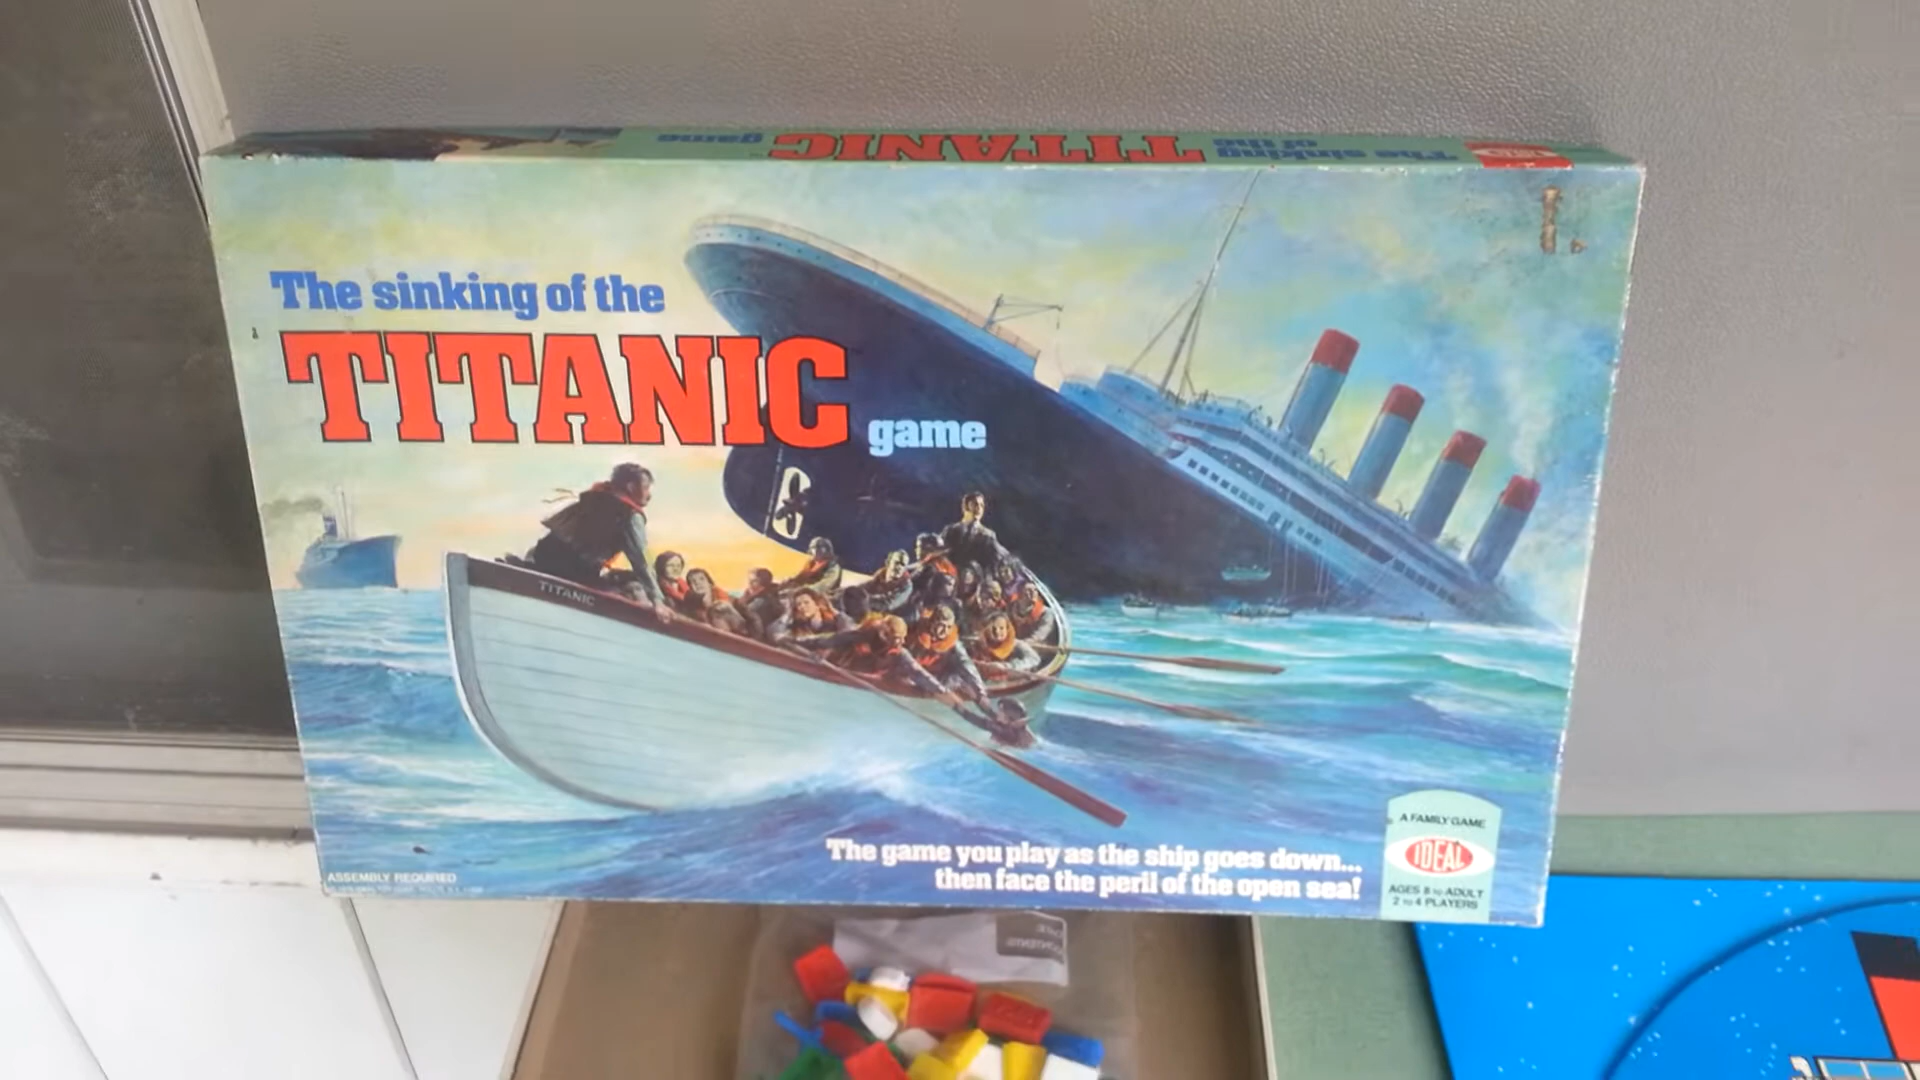 The sinking
of the
TITANIC
game
The sinking of the
TITANIC
game
TITANIC
The game you play as the ship goes down...
then face the peril of the open sea!
A FAMILY GAME
IDEAL
AGES 8 to ADULT
2 to 4 PLAYERS
ASSEMBLY REQUIRED